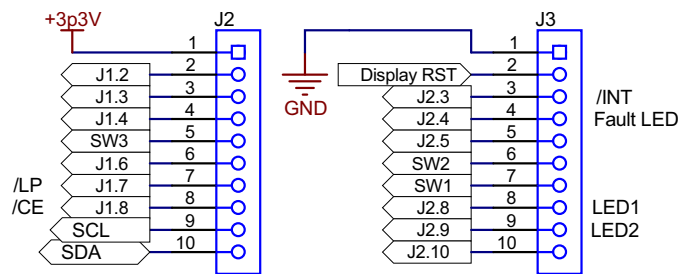 +3p3V
J2
1
J1.2 2
J1.3 3
J1.4 4
SW3 5
J1.6 6
/LP J1.7 7
/CE J1.8 8
SCL 9
SDA 10
GND
J3
1
Display RST 2
J2.3 3 /INT
J2.4 4 Fault LED
J2.5 5
SW2 6
SW1 7
J2.8 8 LED1
J2.9 9 LED2
J2.10 10